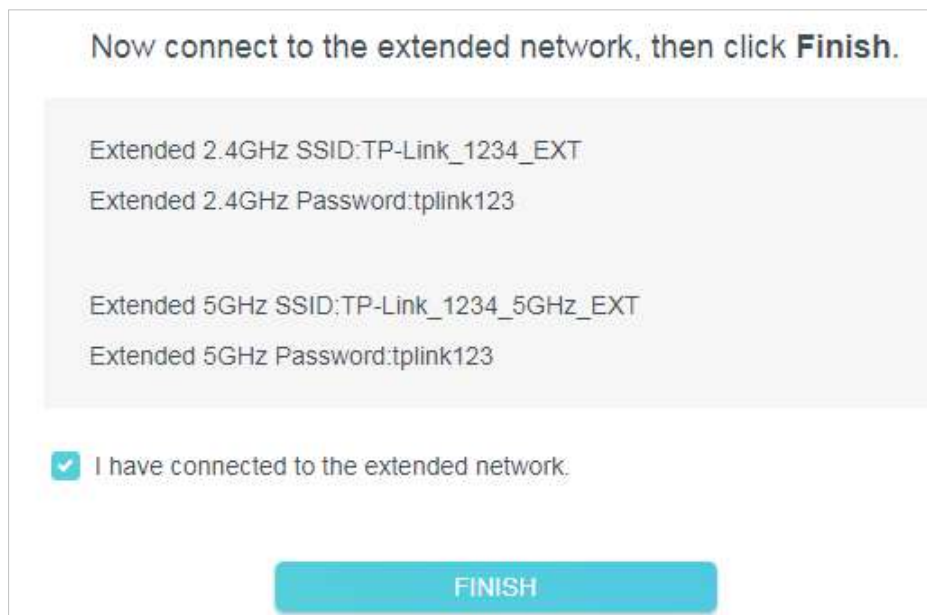 Now connect to the extended network, then click Finish.
Extended 2.4GHz SSID:TP-Link_1234_EXT
Extended 2.4GHz Password:tplink123
Extended 5GHz SSID:TP-Link_1234_5GHz_EXT
Extended 5GHz Password:tplink123
I have connected to the extended network.
FINISH